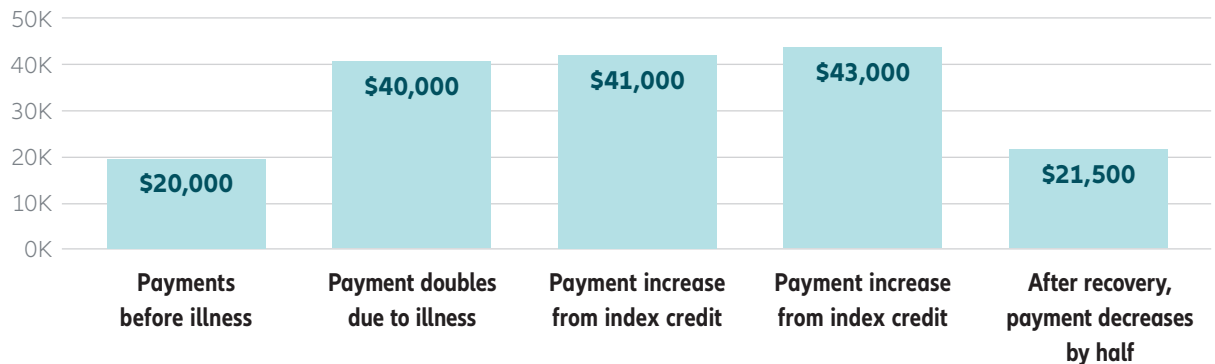 50K
40K
30K
20K
10K
0K
$20,000
$40,000
$41,000
$43,000
$21,500
Payments
before illness
Payment doubles
due to illness
Payment increase
from index credit
Payment increase
from index credit
After recovery,
payment decreases
by half